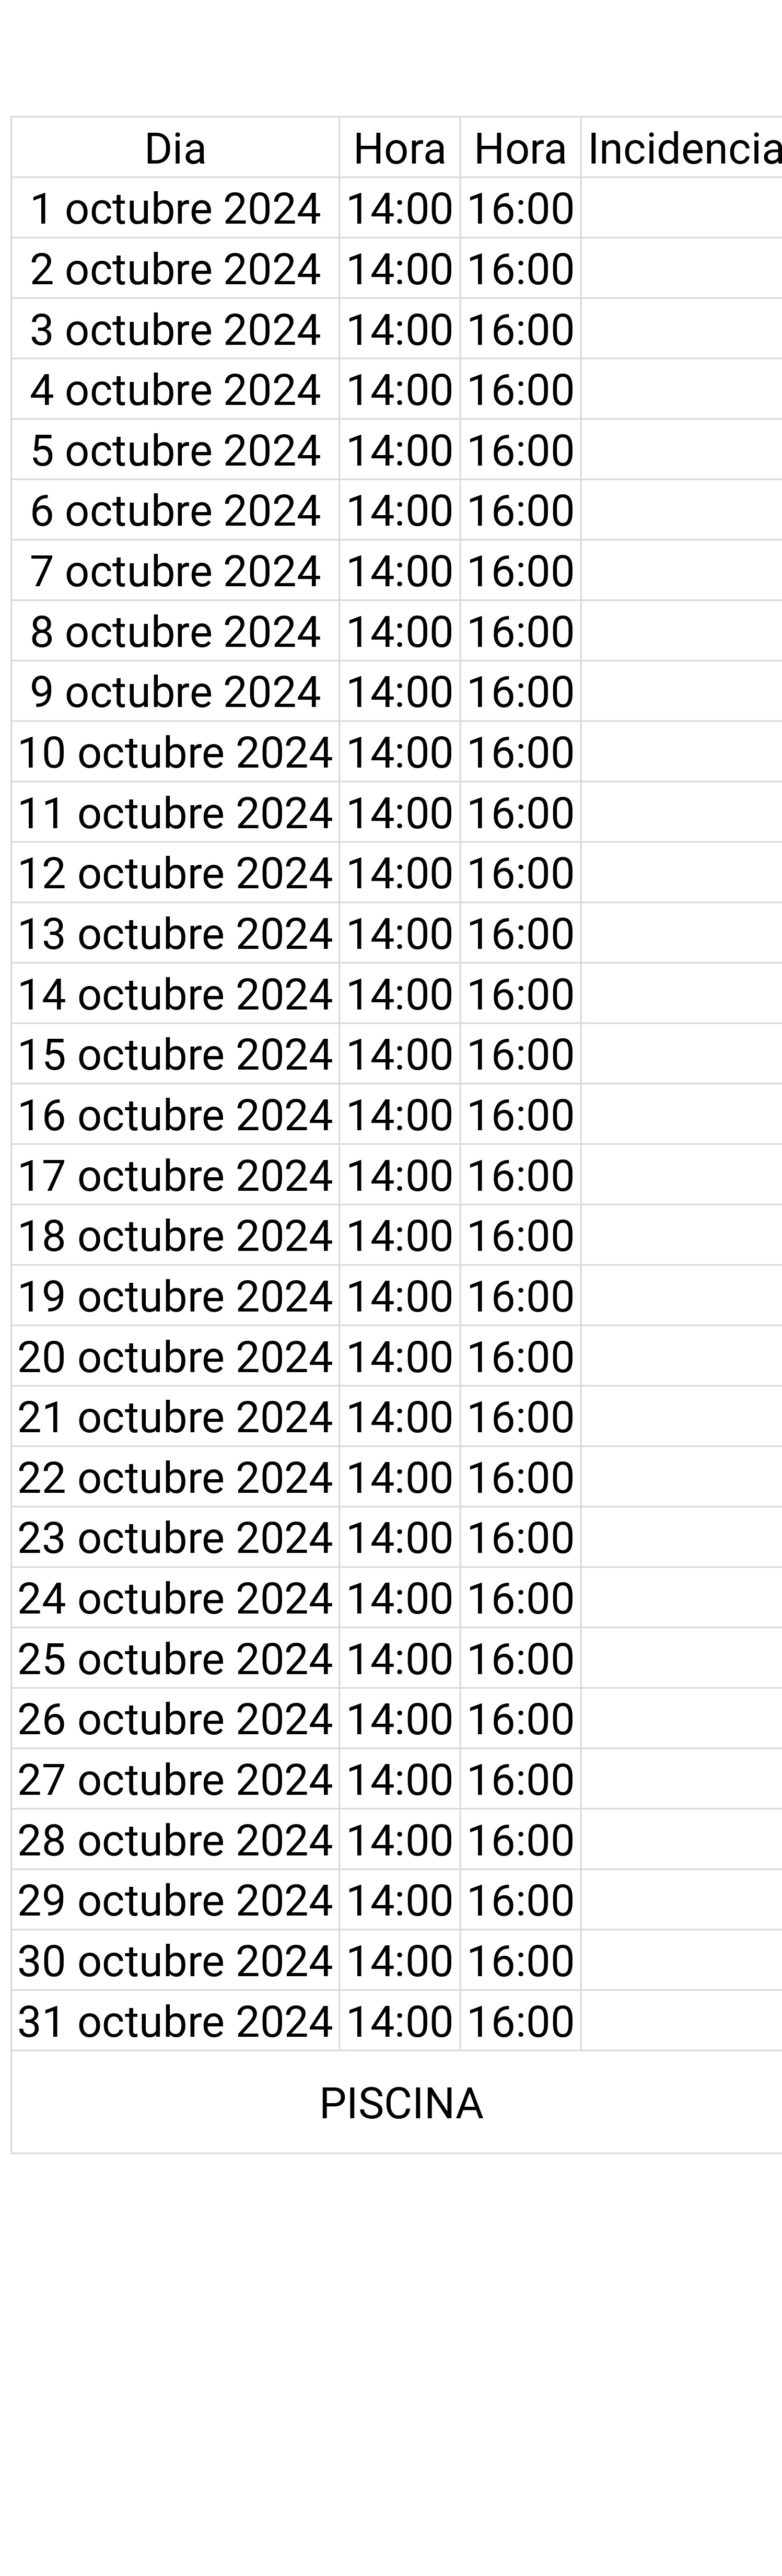 Dia Hora Hora Incidencia
1 octubre 2024 14:00 16:00
2 octubre 2024 14:00 16:00
3 octubre 2024 14:00 16:00
4 octubre 2024 14:00 16:00
5 octubre 2024 14:00 16:00
6 octubre 2024 14:00 16:00
7 octubre 2024 14:00 16:00
8 octubre 2024 14:00 16:00
9 octubre 2024 14:00 16:00
10 octubre 2024 14:00 16:00
11 octubre 2024 14:00 16:00
12 octubre 2024 14:00 16:00
13 octubre 2024 14:00 16:00
14 octubre 2024 14:00 16:00
15 octubre 2024 14:00 16:00
16 octubre 2024 14:00 16:00
17 octubre 2024 14:00 16:00
18 octubre 2024 14:00 16:00
19 octubre 2024 14:00 16:00
20 octubre 2024 14:00 16:00
21 octubre 2024 14:00 16:00
22 octubre 2024 14:00 16:00
23 octubre 2024 14:00 16:00
24 octubre 2024 14:00 16:00
25 octubre 2024 14:00 16:00
26 octubre 2024 14:00 16:00
27 octubre 2024 14:00 16:00
28 octubre 2024 14:00 16:00
29 octubre 2024 14:00 16:00
30 octubre 2024 14:00 16:00
31 octubre 2024 14:00 16:00
PISCINA